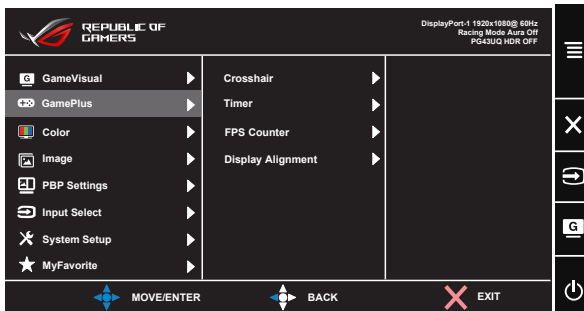 REPUBLIC OF
GAMERS
DisplayPort-1 1920x1080@ 60Hz
Racing Mode Aura Off
PG43UQ HDR OFF
G GameVisual
GamePlus
Color
Image
PBP Settings
Input Select
System Setup
MyFavorite
Crosshair
Timer
FPS Counter
Display Alignment
G
MOVE/ENTER
BACK
EXIT